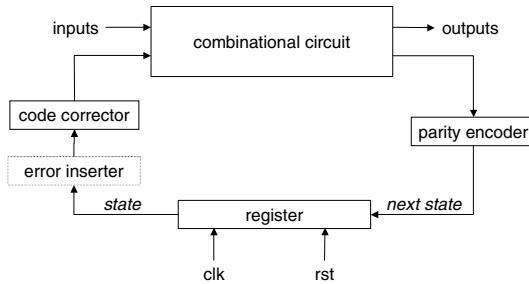 inputs
combinational circuit
outputs
code corrector
parity encoder
error inserter
state
register
next state
clk
rst